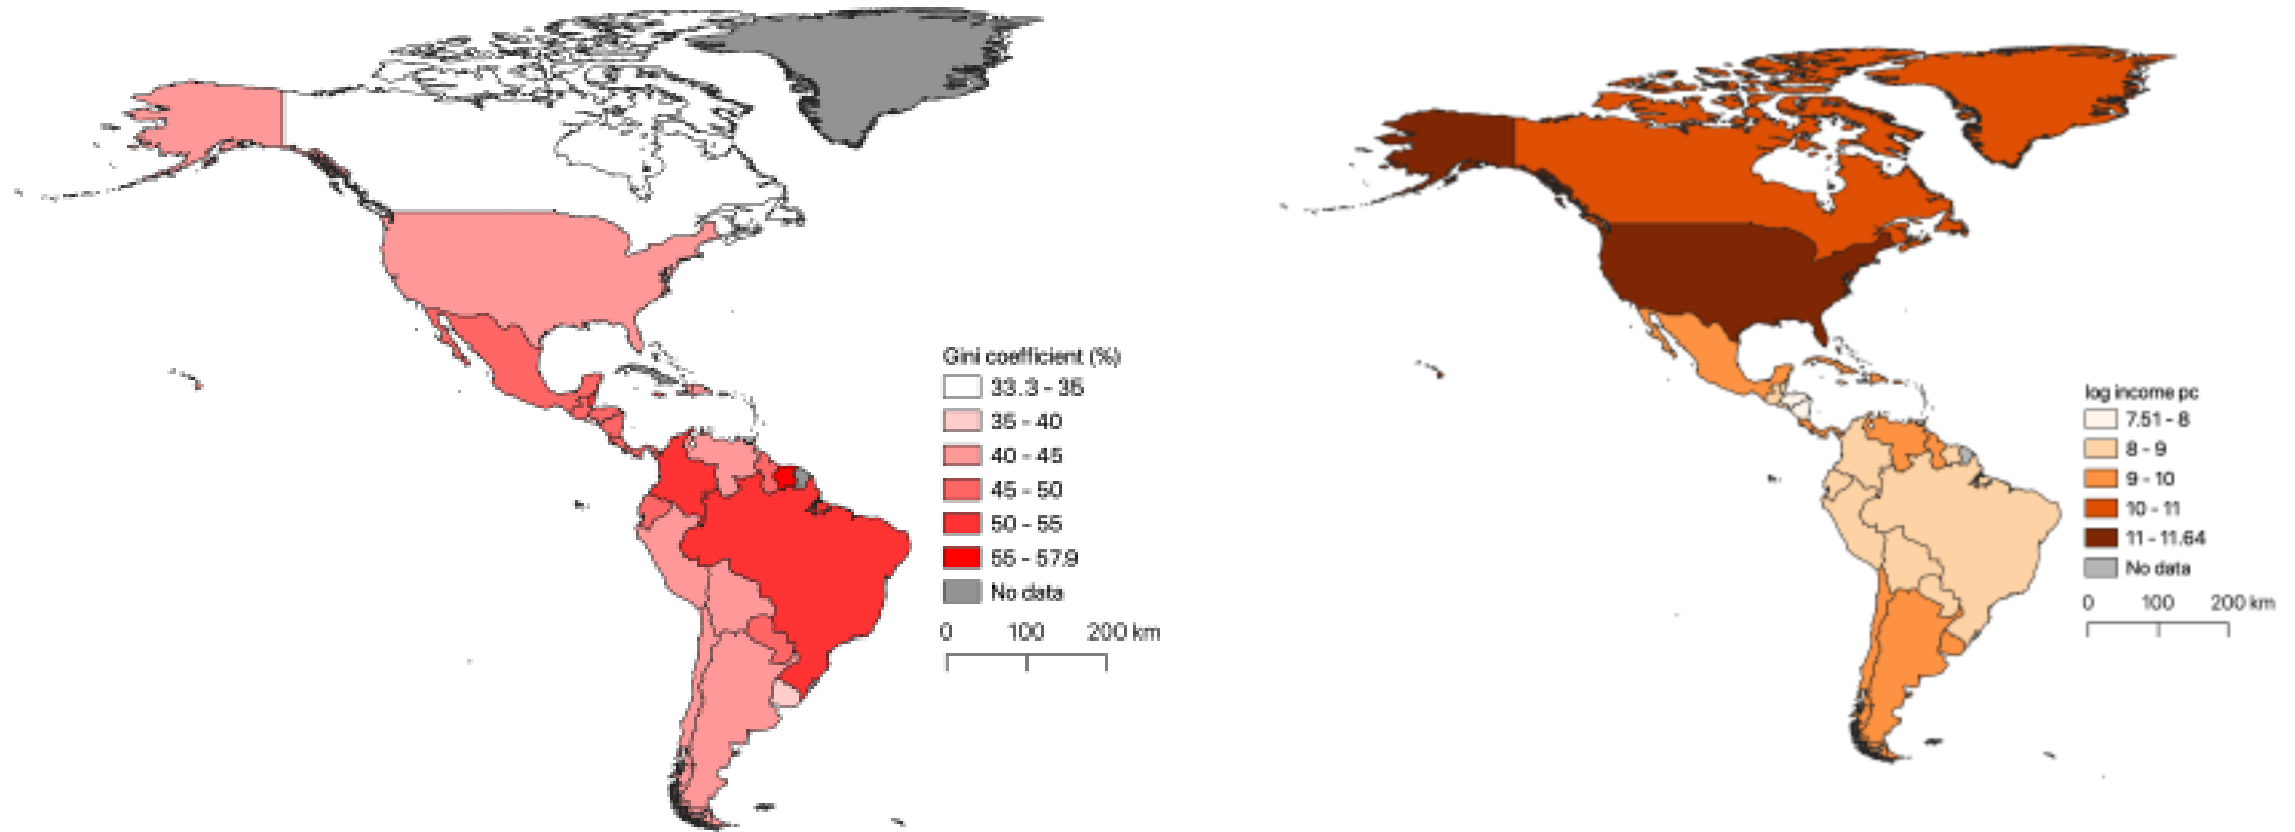 Gini coefficient (%)
33.3 - 35
35 - 40
40 - 45
45 - 50
50 - 55
55 - 57.9
No data
0 100 200 km
log income pc
7.51 - 8
8 - 9
9 - 10
10 - 11
11 - 11.64
No data
0 100 200 km